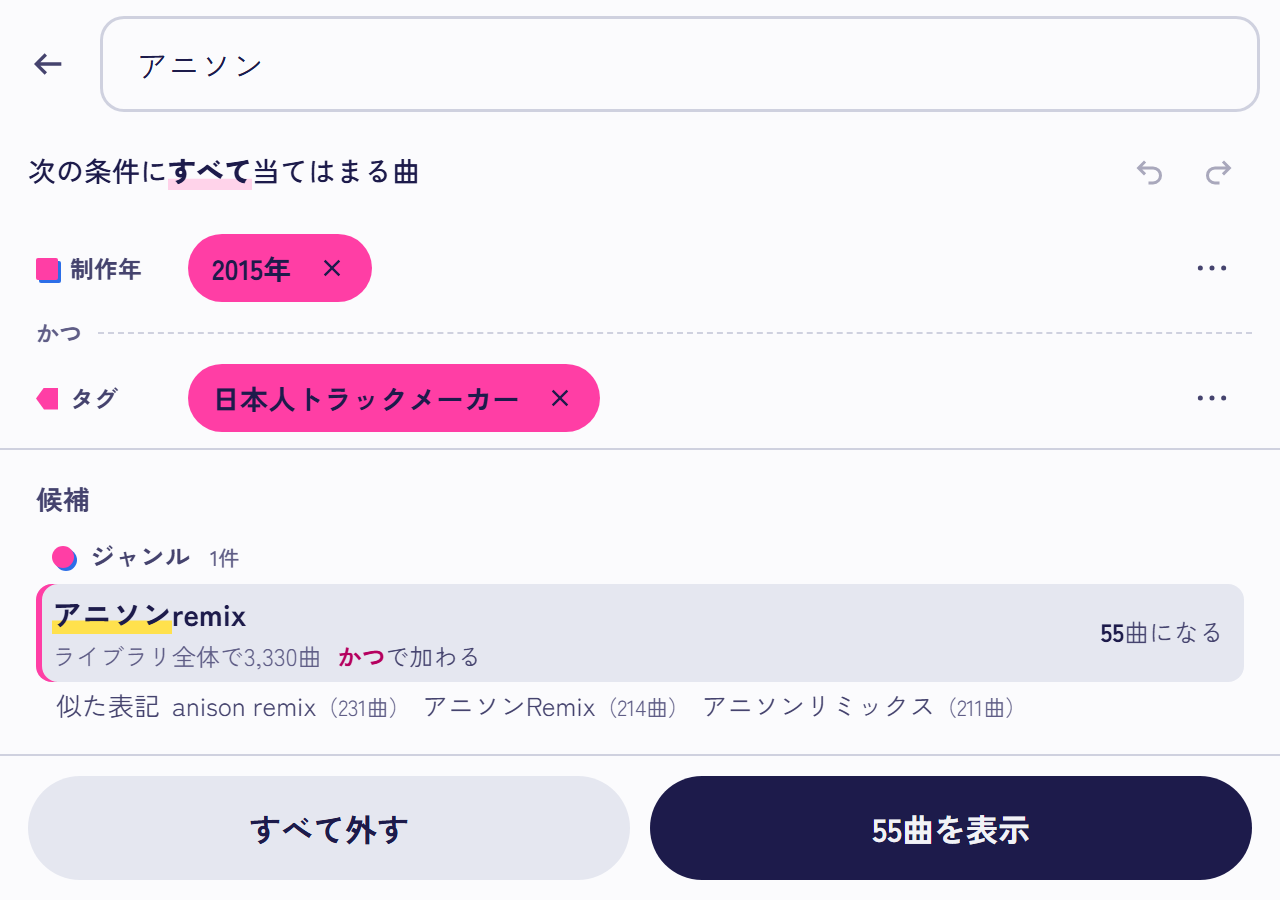 アニソン
次の条件にすべて当てはまる曲
制作年 2015年 ×
かつ
タグ 日本人トラックメーカー ×
候補
ジャンル 1件
アニソンremix
55曲になる
ライブラリ全体で3,330曲 かつで加わる
似た表記 anison remix（231曲） アニソンRemix（214曲） アニソンリミックス（211曲）
すべて外す 55曲を表示